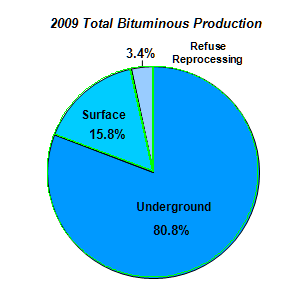 2009 Total Bituminous Production
3.4%
Refuse
Reprocessing
Surface
15.8%
Underground
80.8%